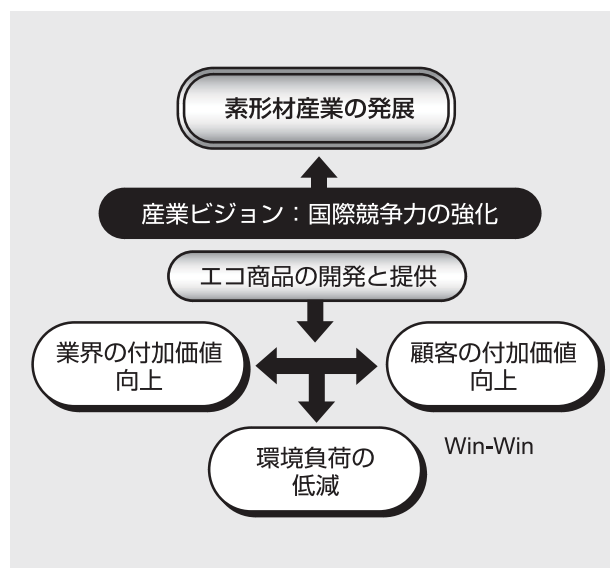 素形材産業の発展
産業ビジョン：国際競争力の強化
エコ商品の開発と提供
業界の付加価値
向上
顧客の付加価値
向上
環境負荷の
低減
Win-Win